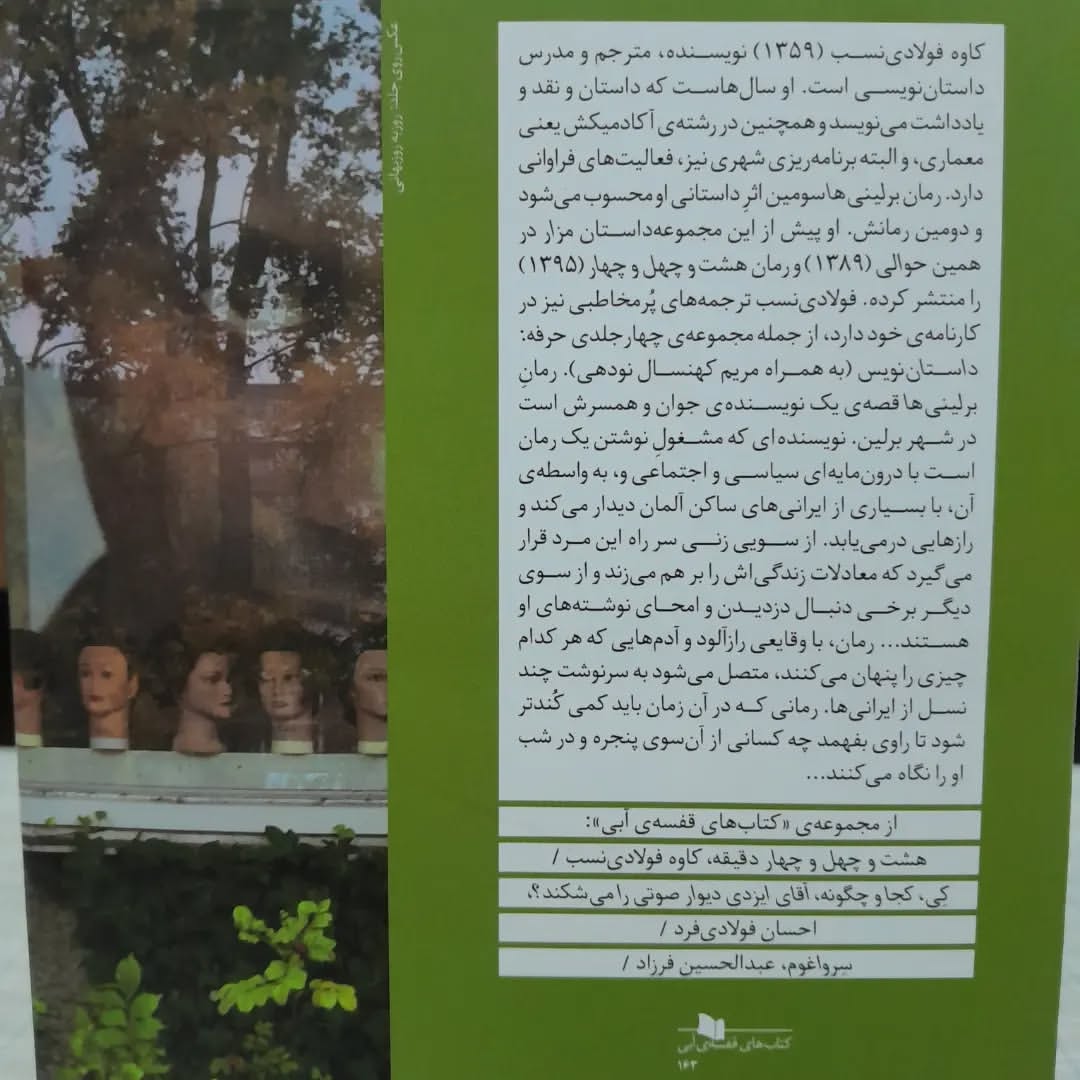 کاوه فولادی‌نسب (۱۳۵۹) نویسنده، مترجم و مدرس
داستان‌نویسی است. او سال‌هاست که داستان و نقد و
یادداشت می‌نویسد و همچنین در رشته‌ی آکادمیکش یعنی
معماری، و البته برنامه‌ریزی شهری نیز، فعالیت‌های فراوانی
دارد. رمان برلینی‌ها سومین اثرِ داستانی او محسوب می‌شود
و دومین رمانش. او پیش از این مجموعه‌داستان مزار در
همین حوالی (۱۳۸۹) و رمان هشت و چهل و چهار (۱۳۹۵)
را منتشر کرده. فولادی‌نسب ترجمه‌های پُرمخاطبی نیز در
کارنامه‌ی خود دارد، از جمله مجموعه‌ی چهارجلدی حرفه:
داستان‌نویس (به همراه مریم کهنسال نودهی). رمانِ
برلینی‌ها قصه‌ی یک نویسنده‌ی جوان و همسرش است
در شهر برلین. نویسنده‌ای که مشغولِ نوشتن یک رمان
است با درون‌مایه‌ای سیاسی و اجتماعی و، به واسطه‌ی
آن، با بسیاری از ایرانی‌های ساکن آلمان دیدار می‌کند و
رازهایی درمی‌یابد. از سویی زنی سر راه این مرد قرار
می‌گیرد که معادلات زندگی‌اش را بر هم می‌زند و از سوی
دیگر برخی دنبال دزدیدن و امحای نوشته‌های او
هستند... رمان، با وقایعی رازآلود و آدم‌هایی که هر کدام
چیزی را پنهان می‌کنند، متصل می‌شود به سرنوشت چند
نسل از ایرانی‌ها. رمانی که در آن زمان باید کمی کُندتر
شود تا راوی بفهمد چه کسانی از آن‌سوی پنجره و در شب
او را نگاه می‌کنند...
از مجموعه‌ی «کتاب‌های قفسه‌ی آبی»:
هشت و چهل و چهار دقیقه، کاوه فولادی‌نسب /
کِی، کجا و چگونه، آقای ایزدی دیوار صوتی را می‌شکند؟،
احسان فولادی‌فرد /
سِرواغوم، عبدالحسین فرزاد /
کتاب‌های قفسه‌ی آبی
۱۶۳
عکس روی جلد: روزبه روزبهانی